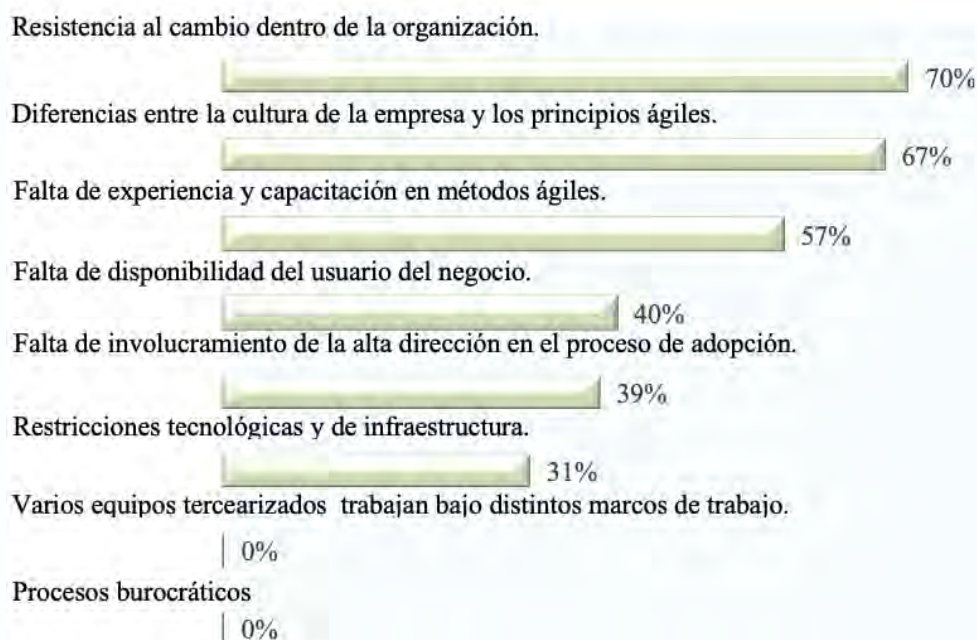 Resistencia al cambio dentro de la organización.
70%
Diferencias entre la cultura de la empresa y los principios ágiles.
67%
Falta de experiencia y capacitación en métodos ágiles.
57%
Falta de disponibilidad del usuario del negocio.
40%
Falta de involucramiento de la alta dirección en el proceso de adopción.
39%
Restricciones tecnológicas y de infraestructura.
31%
Varios equipos tercearizados trabajan bajo distintos marcos de trabajo.
0%
Procesos burocráticos
0%